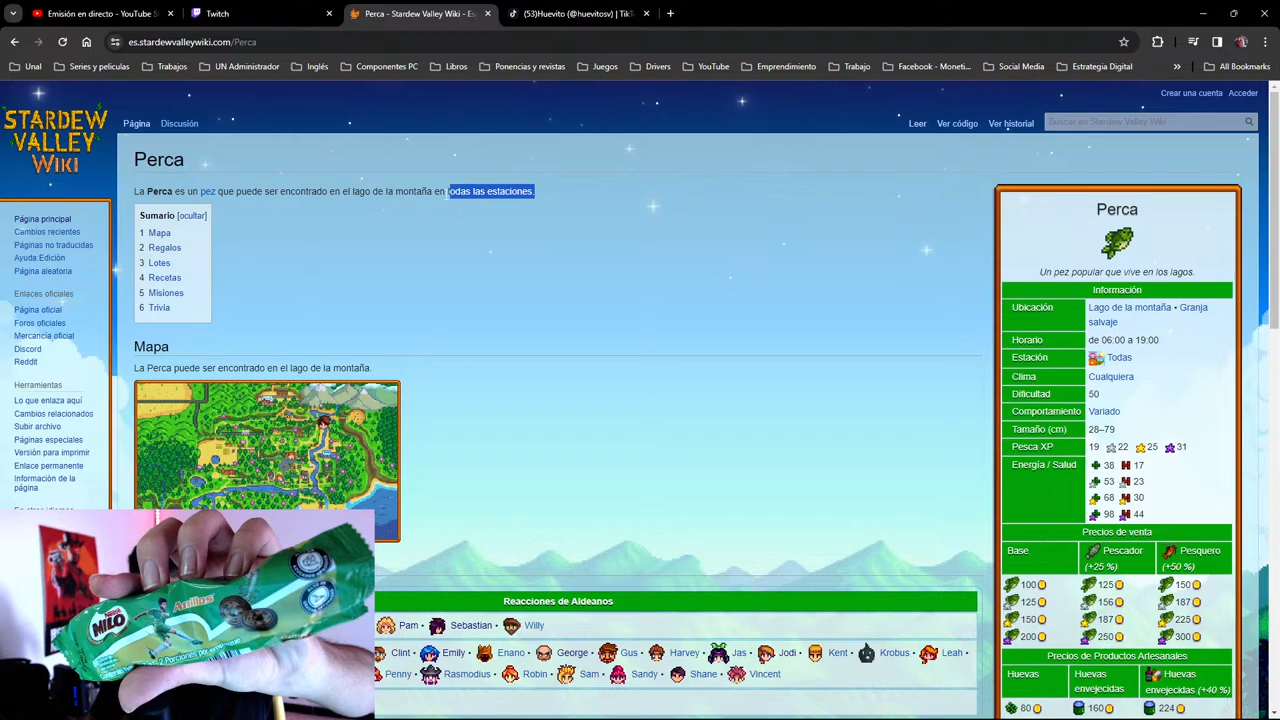 Emisión en directo - YouTube S
Twitch
Perca - Stardew Valley Wiki - E
(53)Huevito (@huevitosv) | TikT
es.stardewvalleywiki.com/Perca
Unal
Series y películas
Trabajos
UN Administrador
Inglés
Componentes PC
Libros
Ponencias y revistas
Juegos
Drivers
YouTube
Emprendimiento
Trabajo
Facebook - Moneti...
Social Media
Estrategia Digital
All Bookmarks
Crear una cuenta Acceder
STARDEW
VALLEY
WIKI
Página
Discusión
Leer
Ver código
Ver historial
Buscar en Stardew Valley Wiki
Perca
La Perca es un pez que puede ser encontrado en el lago de la montaña en todas las estaciones.
Sumario [ocultar]
1 Mapa
2 Regalos
3 Lotes
4 Recetas
5 Misiones
6 Trivia
Página principal
Cambios recientes
Páginas no traducidas
Ayuda:Edición
Página aleatoria
Enlaces oficiales
Página oficial
Foros oficiales
Mercancía oficial
Discord
Reddit
Herramientas
Lo que enlaza aquí
Cambios relacionados
Subir archivo
Páginas especiales
Versión para imprimir
Enlace permanente
Información de la
página
En otros idiomas
Mapa
La Perca puede ser encontrado en el lago de la montaña.
Reacciones de Aldeanos
Pam • Sebastian • Willy
Clint • Emily • Enano • George • Gus • Harvey • Jas • Jodi • Kent • Krobus • Leah •
Penny • Rasmodius • Robin • Sam • Sandy • Shane • Vincent
Perca
Un pez popular que vive en los lagos.
Información
Ubicación Lago de la montaña • Granja
salvaje
Horario de 06:00 a 19:00
Estación Todas
Clima Cualquiera
Dificultad 50
Comportamiento Variado
Tamaño (cm) 28–79
Pesca XP 19 22 25 31
Energía / Salud 38 17
53 23
68 30
98 44
Precios de venta
Base Pescador Pesquero
(+25 %) (+50 %)
100 125 150
125 156 187
150 187 225
200 250 300
Precios de Productos Artesanales
Huevas Huevas Huevas
envejecidas envejecidas (+40 %)
80 160 224
Nestlé
MILO
Anillos
2 Porciones por empaque